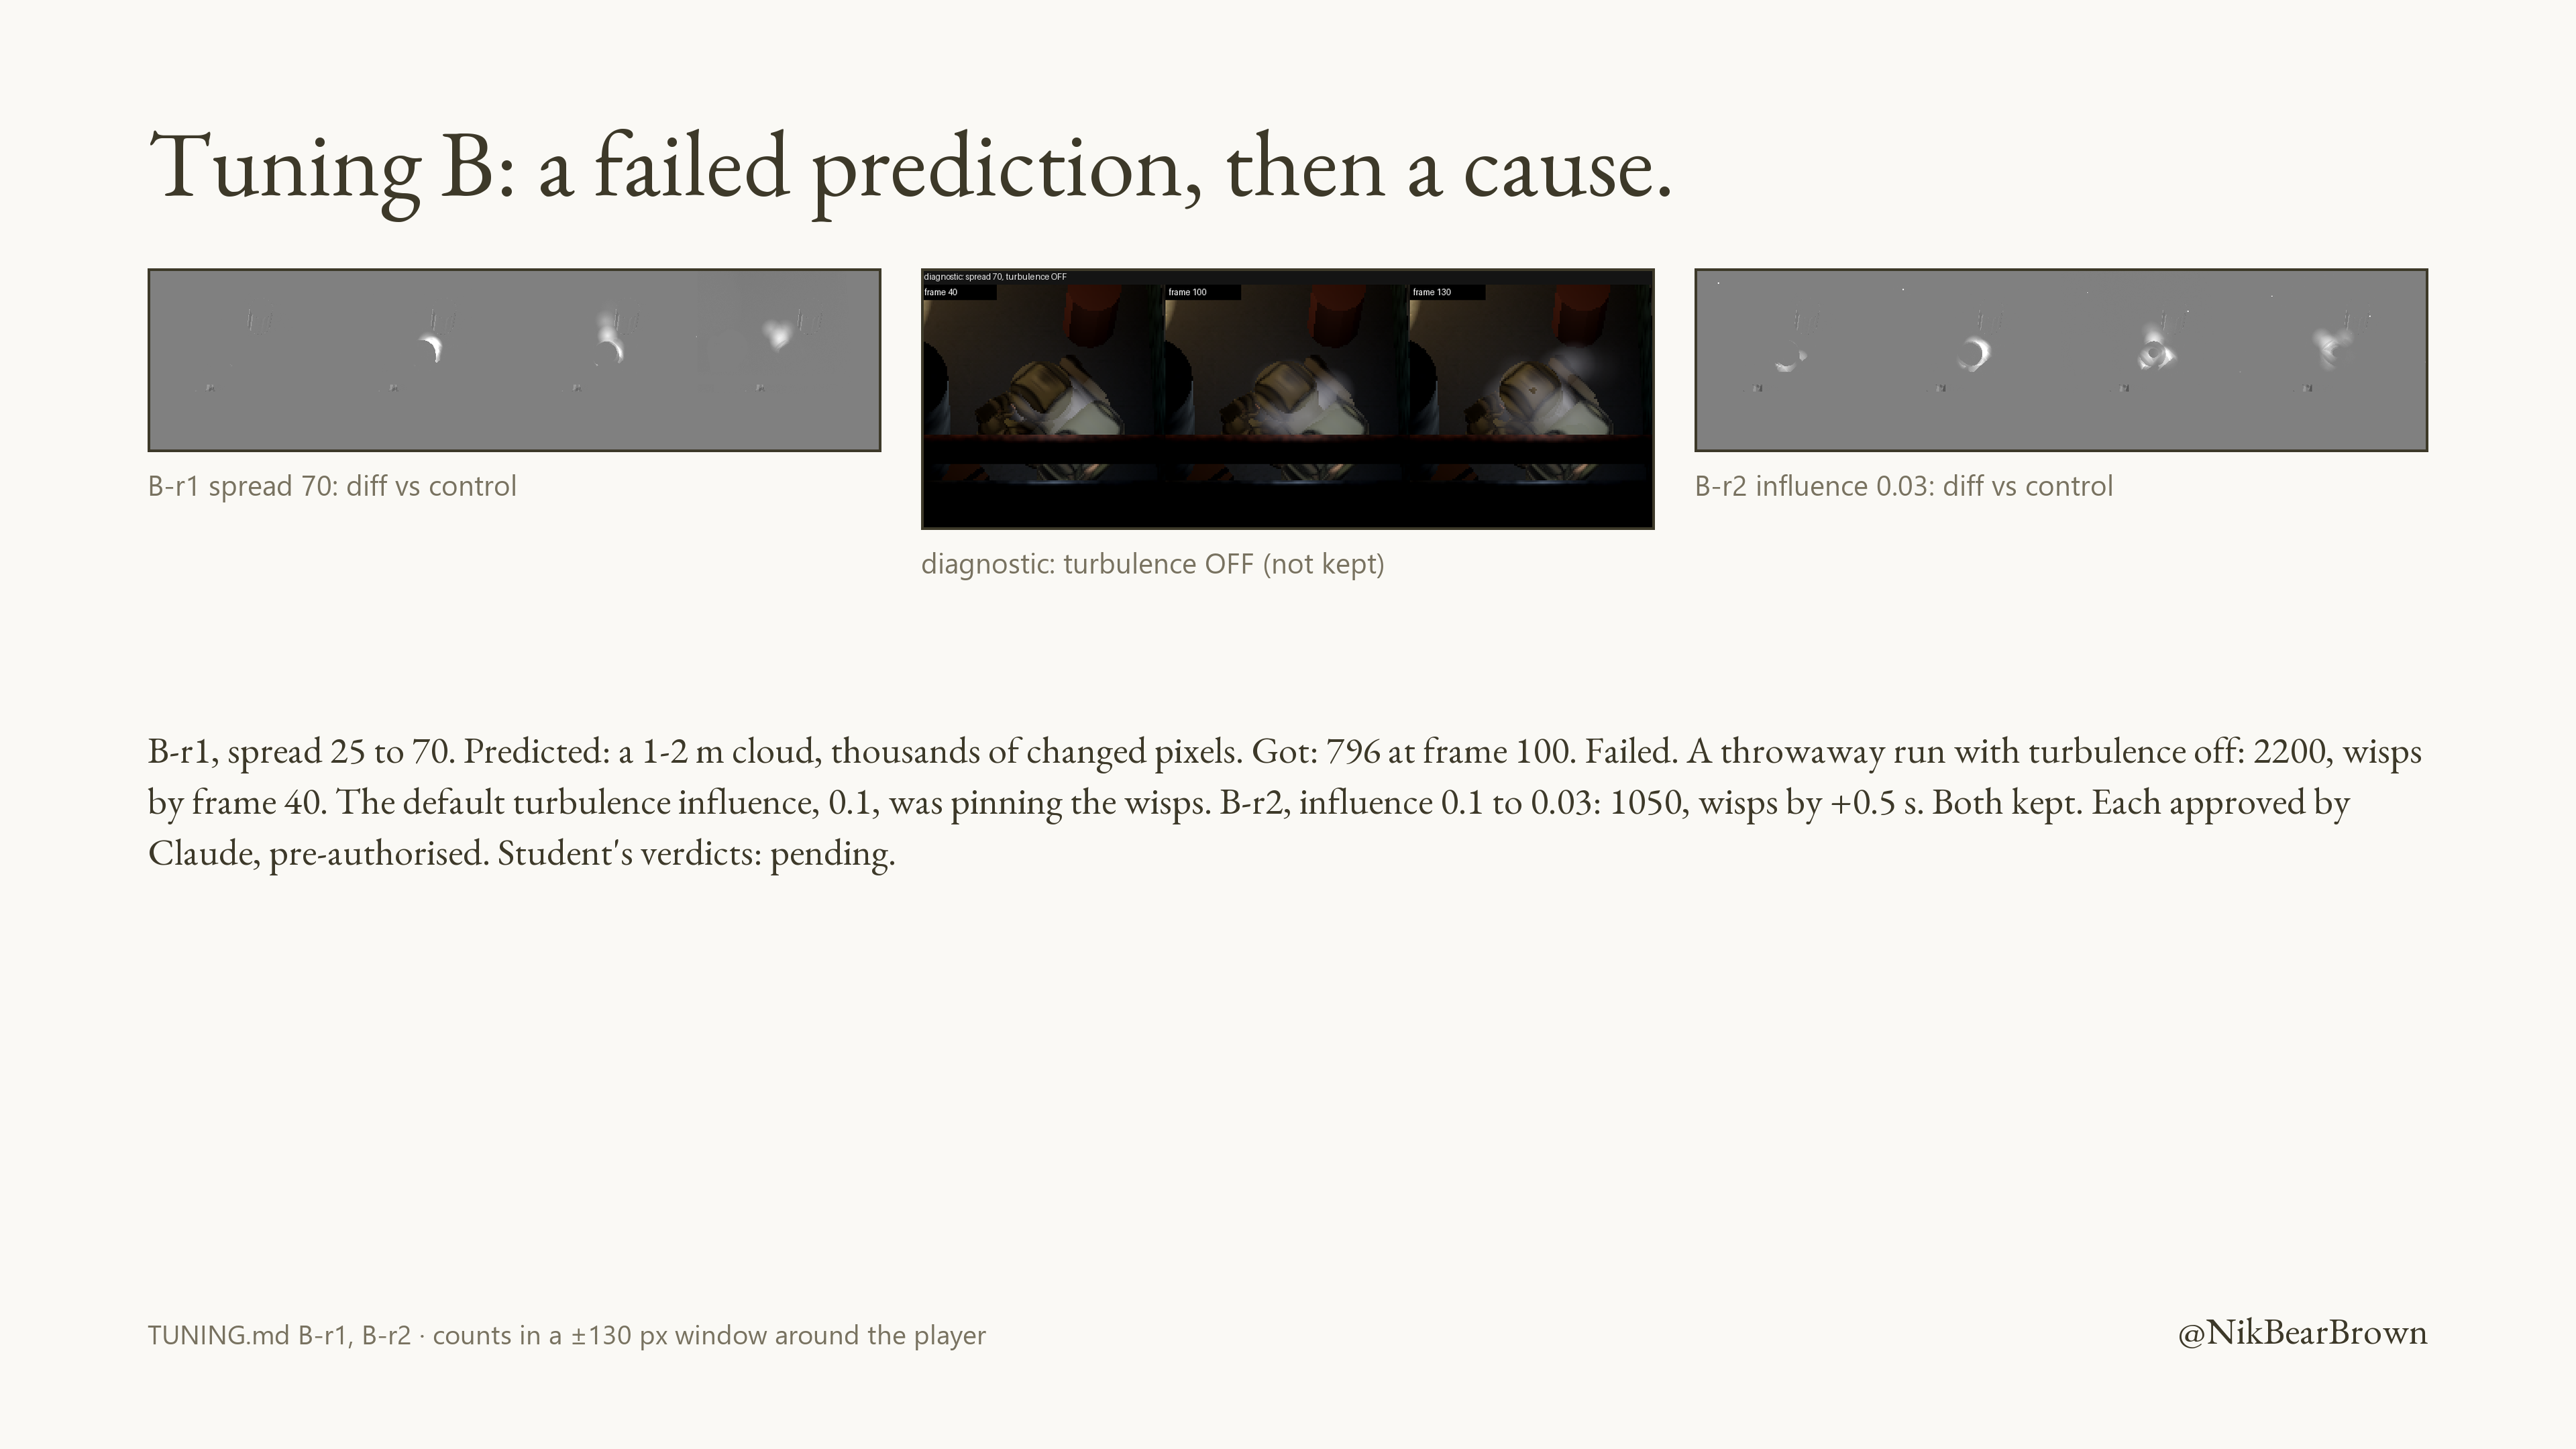 Tuning B: a failed prediction, then a cause.
diagnostic: spread 70, turbulence OFF
frame 40
frame 100
frame 130
B-r1 spread 70: diff vs control
diagnostic: turbulence OFF (not kept)
B-r2 influence 0.03: diff vs control
B-r1, spread 25 to 70. Predicted: a 1-2 m cloud, thousands of changed pixels. Got: 796 at frame 100. Failed. A throwaway run with turbulence off: 2200, wisps
by frame 40. The default turbulence influence, 0.1, was pinning the wisps. B-r2, influence 0.1 to 0.03: 1050, wisps by +0.5 s. Both kept. Each approved by
Claude, pre-authorised. Student's verdicts: pending.
TUNING.md B-r1, B-r2 · counts in a ±130 px window around the player
@NikBearBrown